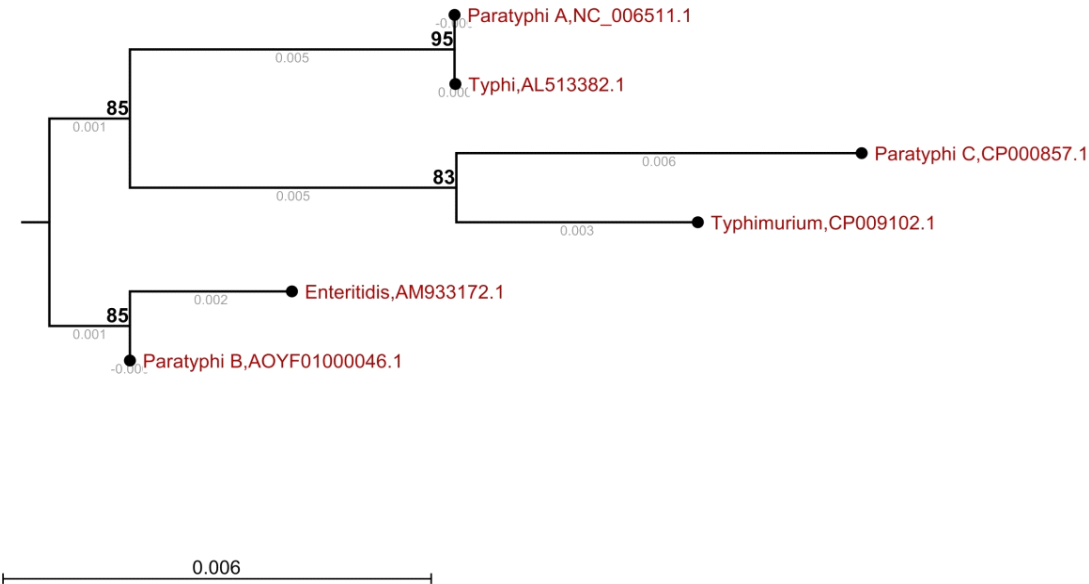 Paratyphi A,NC_006511.1
95
0.005
Typhi,AL513382.1
85
0.001
Paratyphi C,CP000857.1
0.006
83
0.005
Typhimurium,CP009102.1
0.003
Enteritidis,AM933172.1
0.002
85
0.001
Paratyphi B,AOYF01000046.1
0.006